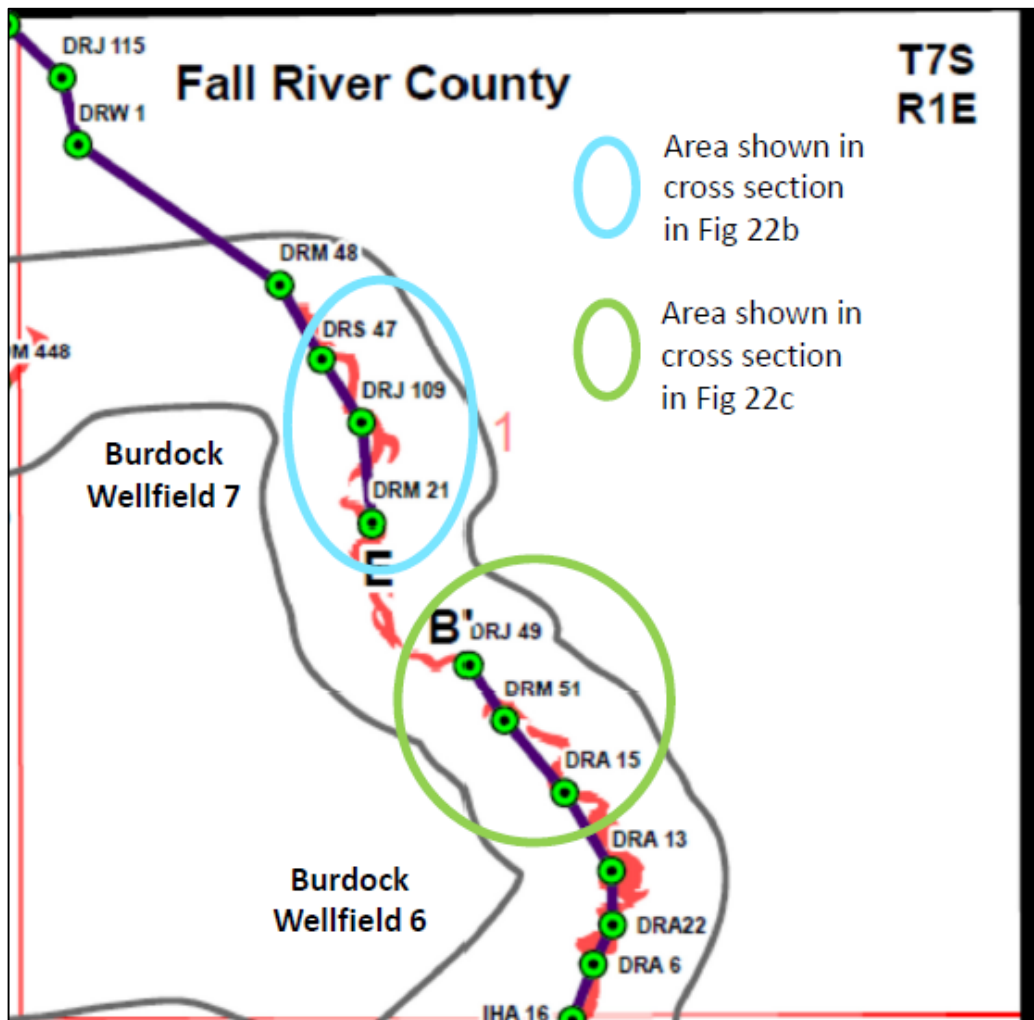 DRJ 115
Fall River County
T7S
R1E
DRW 1
Area shown in
cross section
in Fig 22b
DRM 48
Area shown in
cross section
in Fig 22c
DRS 47
M 448
DRJ 109
1
Burdock
Wellfield 7
DRM 21
E
B'
DRJ 49
DRM 51
DRA 15
DRA 13
Burdock
Wellfield 6
DRA22
DRA 6
IHA 16